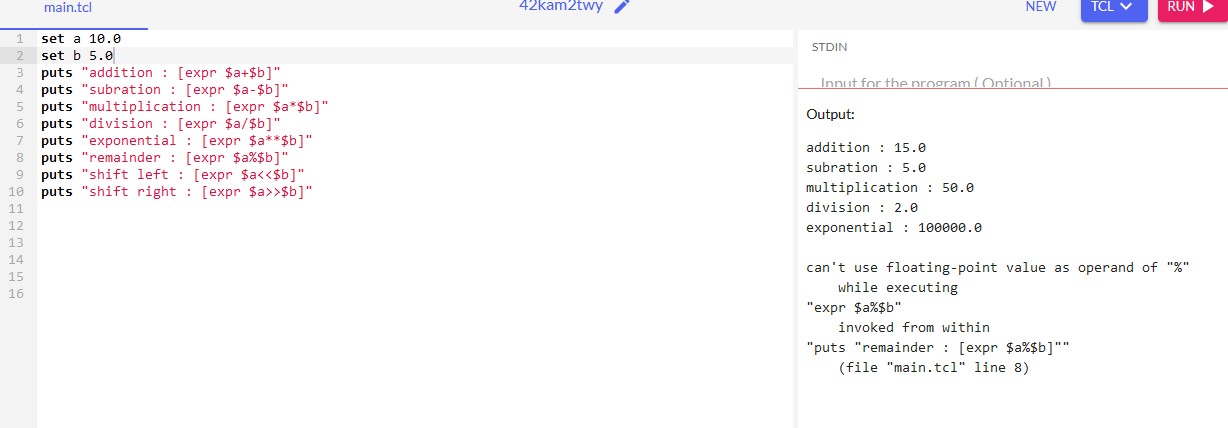 main.tcl
42kam2twy
NEW
TCL
RUN
1 set a 10.0
2 set b 5.0
3 puts "addition : [expr $a+$b]"
4 puts "subration : [expr $a-$b]"
5 puts "multiplication : [expr $a*$b]"
6 puts "division : [expr $a/$b]"
7 puts "exponential : [expr $a**$b]"
8 puts "remainder : [expr $a%$b]"
9 puts "shift left : [expr $a<<$b]"
10 puts "shift right : [expr $a>>$b]"
11
12
13
14
15
16
STDIN
Input for the program ( Optional )
Output:
addition : 15.0
subration : 5.0
multiplication : 50.0
division : 2.0
exponential : 100000.0
can't use floating-point value as operand of "%"
while executing
"expr $a%$b"
invoked from within
"puts "remainder : [expr $a%$b]""
(file "main.tcl" line 8)